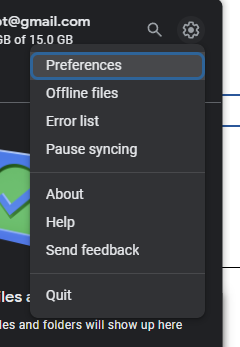 t@gmail.com
GB of 15.0 GB
Preferences
Offline files
Error list
Pause syncing
About
Help
Send feedback
Quit
iles a
les and folders will show up here